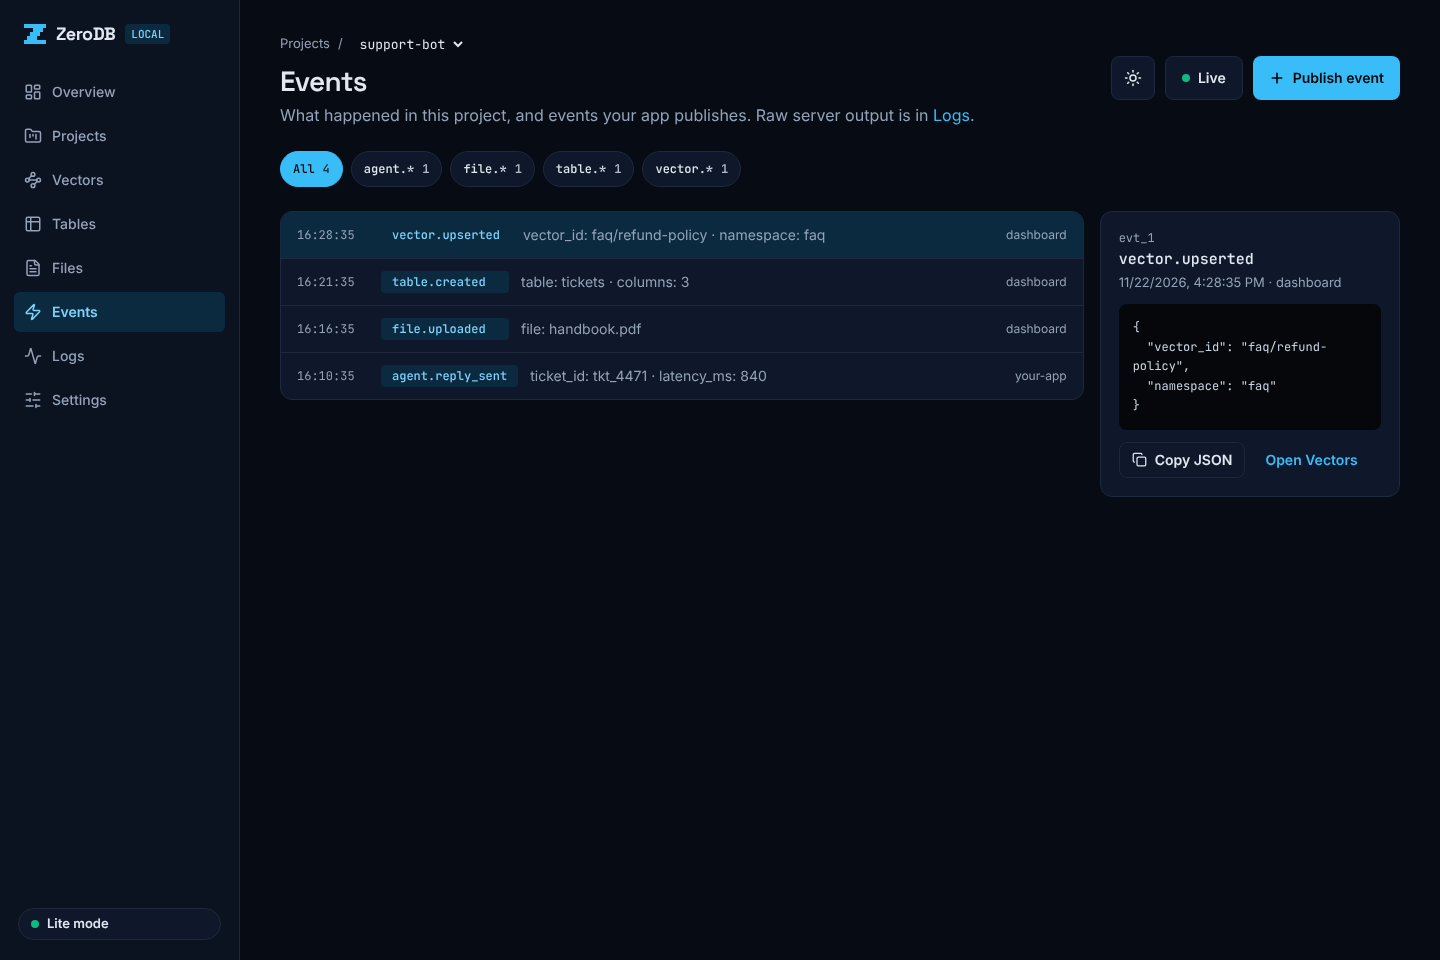 ZeroDB LOCAL
Overview
Projects
Vectors
Tables
Files
Events
Logs
Settings
Lite mode
Projects / support-bot
Events
What happened in this project, and events your app publishes. Raw server output is in Logs.
Live
Publish event
All 4
agent.* 1
file.* 1
table.* 1
vector.* 1
16:28:35 vector.upserted vector_id: faq/refund-policy · namespace: faq dashboard
16:21:35 table.created table: tickets · columns: 3 dashboard
16:16:35 file.uploaded file: handbook.pdf dashboard
16:10:35 agent.reply_sent ticket_id: tkt_4471 · latency_ms: 840 your-app
evt_1
vector.upserted
11/22/2026, 4:28:35 PM · dashboard
{
"vector_id": "faq/refund-
policy",
"namespace": "faq"
}
Copy JSON
Open Vectors